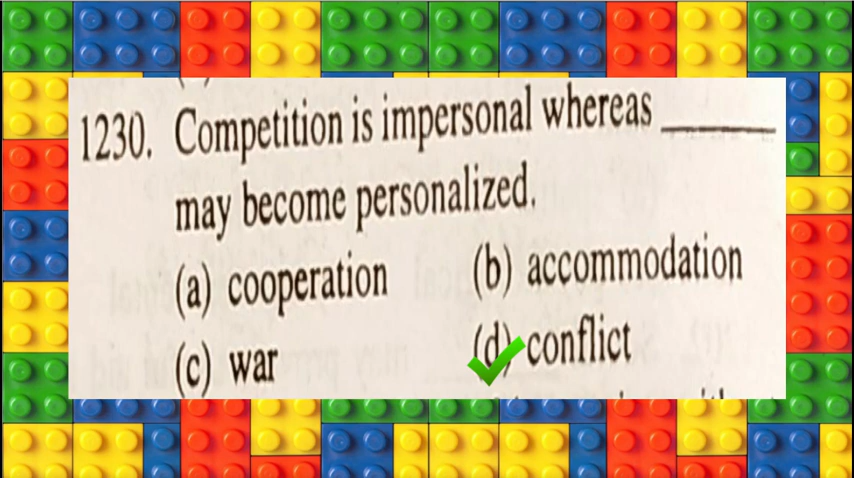 1230. Competition is impersonal whereas ______
may become personalized.
(a) cooperation (b) accommodation
(c) war (d) conflict